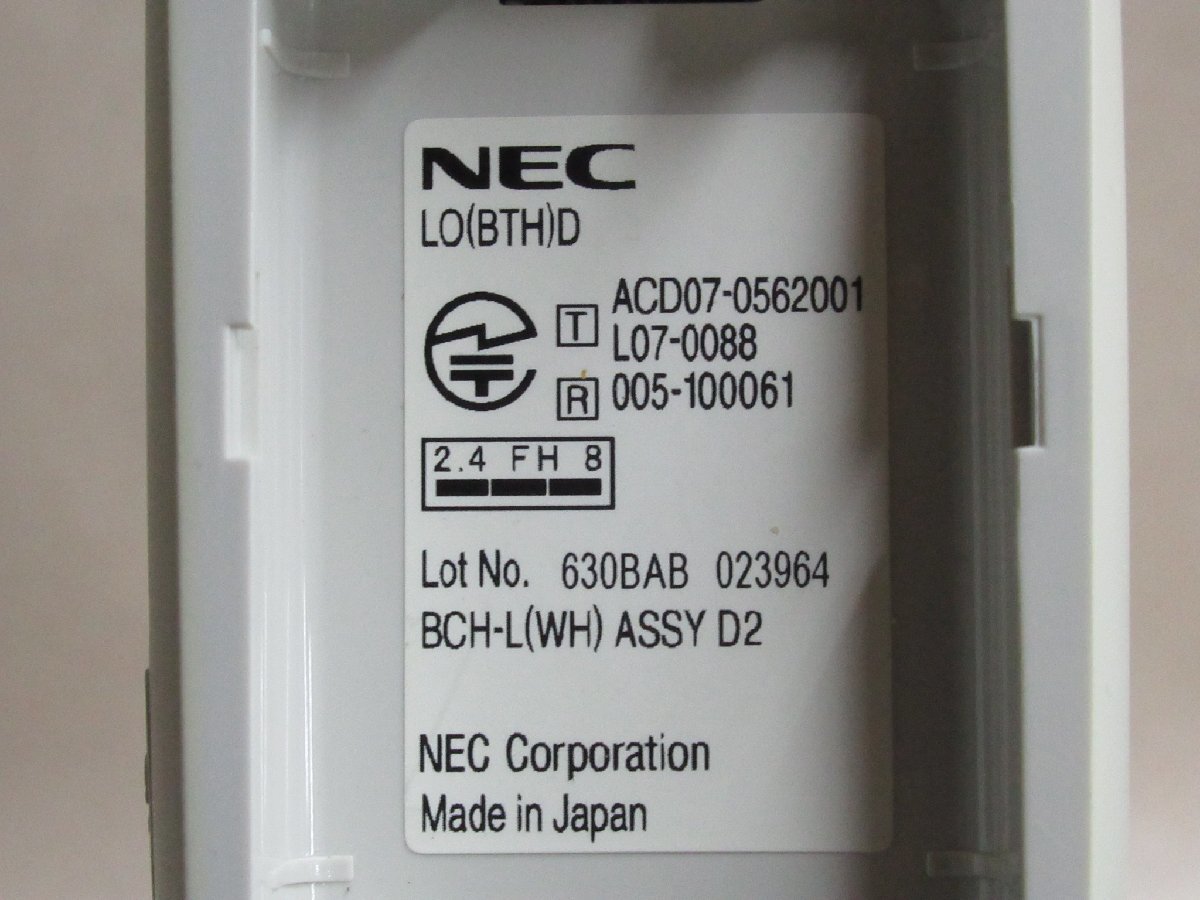 NEC
LO(BTH)D
T ACD07-0562001
L07-0088
R 005-100061
2.4 FH 8
Lot No. 630BAB 023964
BCH-L(WH) ASSY D2
NEC Corporation
Made in Japan